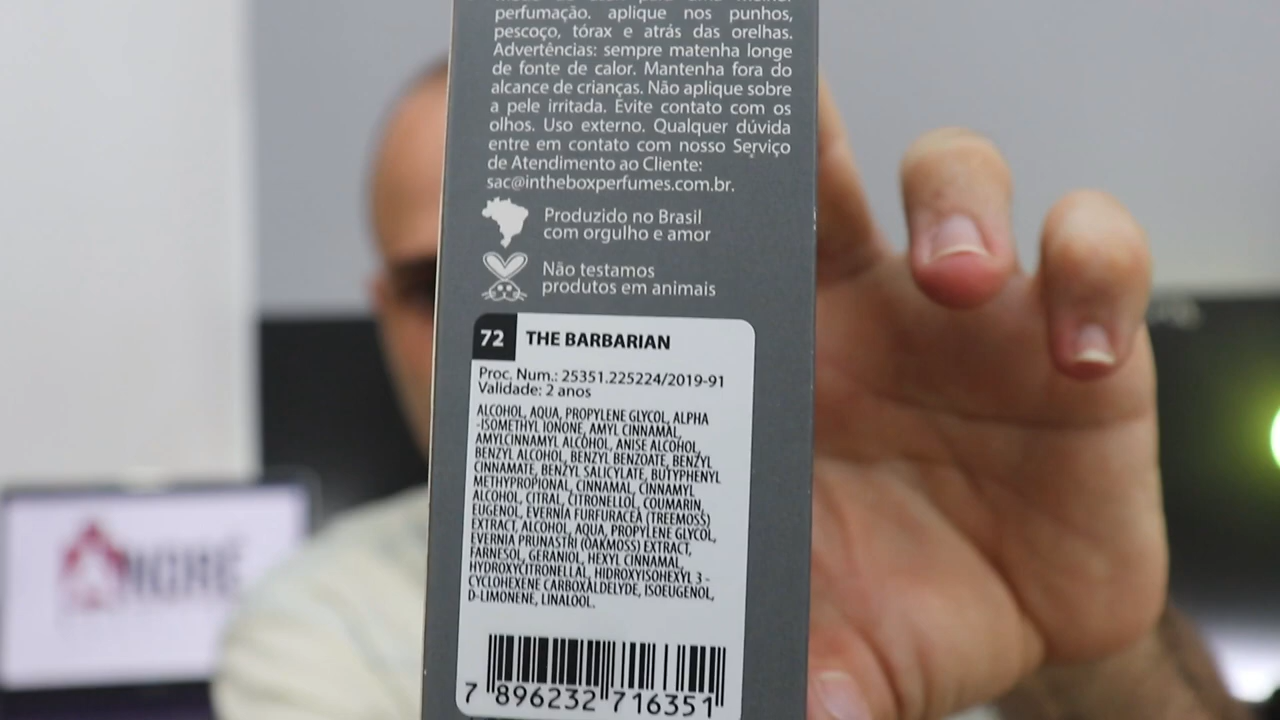 perfumação. aplique nos punhos,
pescoço, tórax e atrás das orelhas.
Advertências: sempre matenha longe
de fonte de calor. Mantenha fora do
alcance de crianças. Não aplique sobre
a pele irritada. Evite contato com os
olhos. Uso externo. Qualquer dúvida
entre em contato com nosso Serviço
de Atendimento ao Cliente:
sac@intheboxperfumes.com.br.
Produzido no Brasil
com orgulho e amor
Não testamos
produtos em animais
72 THE BARBARIAN
Proc. Num.: 25351.225224/2019-91
Validade: 2 anos
ALCOHOL, AQUA, PROPYLENE GLYCOL, ALPHA
-ISOMETHYL IONONE, AMYL CINNAMAL,
AMYLCINNAMYL ALCOHOL, ANISE ALCOHOL,
BENZYL ALCOHOL, BENZYL BENZOATE, BENZYL
CINNAMATE, BENZYL SALICYLATE, BUTYPHENYL
METHYPROPIONAL, CINNAMAL, CINNAMYL
ALCOHOL, CITRAL, CITRONELLOL, COUMARIN,
EUGENOL, EVERNIA FURFURACEA (TREEMOSS)
EXTRACT, ALCOHOL, AQUA, PROPYLENE GLYCOL,
EVERNIA PRUNASTRI (OAKMOSS) EXTRACT,
FARNESOL, GERANIOL, HEXYL CINNAMAL,
HYDROXYCITRONELLAL, HIDROXYISOHEXYL 3 -
CYCLOHEXENE CARBOXALDELYDE, ISOEUGENOL,
D-LIMONENE, LINALOOL.
7 896232 716351